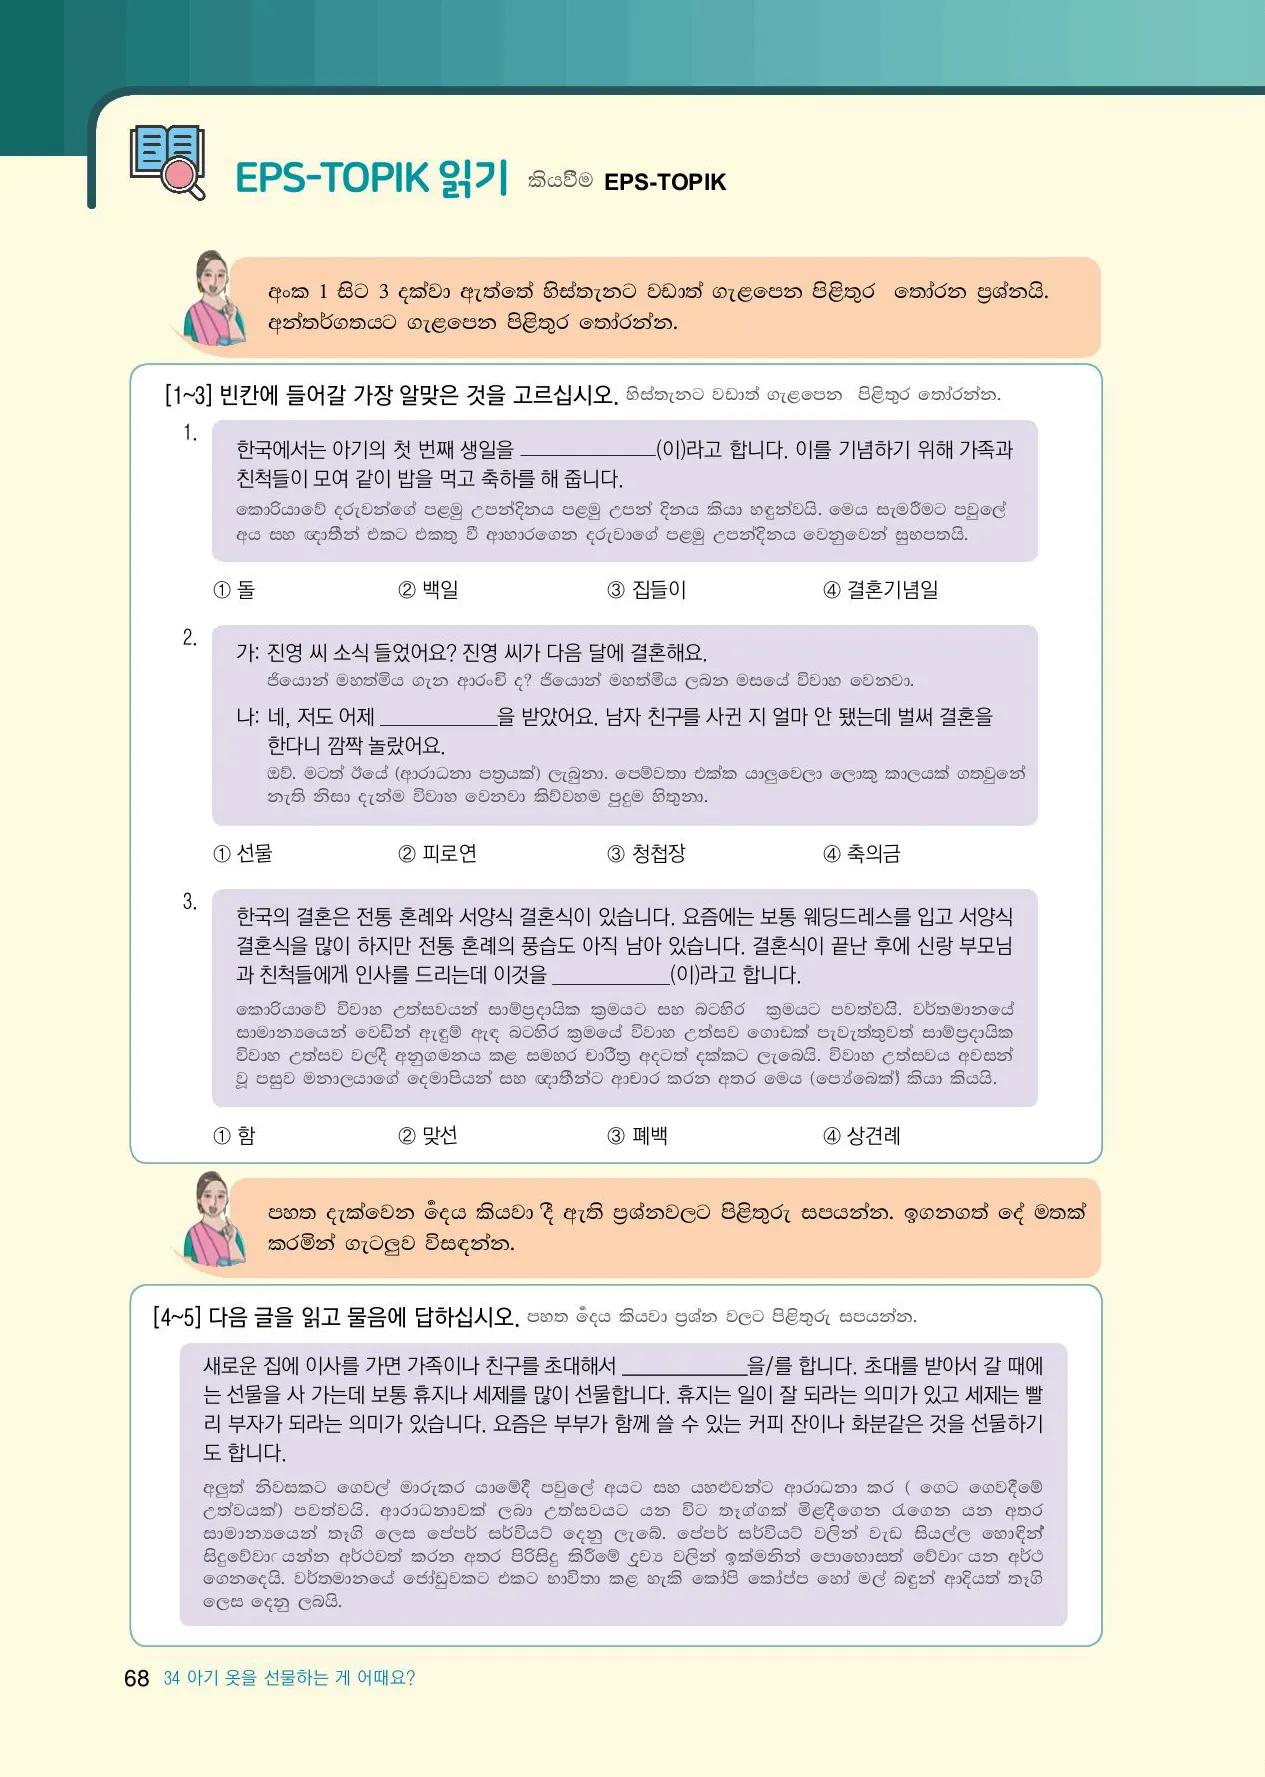 EPS-TOPIK 읽기 කියවීම EPS-TOPIK
අංක 1 සිට 3 දක්වා ඇත්තේ හිස්තැනට වඩාත් ගැළපෙන පිළිතුර තෝරන ප්‍රශ්නයි.
අන්තර්ගතයට ගැළපෙන පිළිතුර තෝරන්න.
[1~3] 빈칸에 들어갈 가장 알맞은 것을 고르십시오. හිස්තැනට වඩාත් ගැළපෙන පිළිතුර තෝරන්න.
1.
한국에서는 아기의 첫 번째 생일을 ____________(이)라고 합니다. 이를 기념하기 위해 가족과
친척들이 모여 같이 밥을 먹고 축하를 해 줍니다.
කොරියාවේ දරුවන්ගේ පළමු උපන්දිනය පළමු උපන් දිනය කියා හඳුන්වයි. මෙය සැමරීමට පවුලේ
අය සහ ඥාතීන් එකට එකතු වී ආහාරගෙන දරුවාගේ පළමු උපන්දිනය වෙනුවෙන් සුභපතයි.
① 돌 ② 백일 ③ 집들이 ④ 결혼기념일
2.
가: 진영 씨 소식 들었어요? 진영 씨가 다음 달에 결혼해요.
ජියොන් මහත්මිය ගැන ආරංචි ද? ජියොන් මහත්මිය ලබන මසයේ විවාහ වෙනවා.
나: 네, 저도 어제 ___________을 받았어요. 남자 친구를 사귄 지 얼마 안 됐는데 벌써 결혼을
한다니 깜짝 놀랐어요.
ඔව්. මටත් ඊයේ (ආරාධනා පත්‍රයක්) ලැබුනා. පෙම්වතා එක්ක යාලුවෙලා ලොකු කාලයක් ගතවුනේ
නැති නිසා දැන්ම විවාහ වෙනවා කිව්වහම පුදුම හිතුනා.
① 선물 ② 피로연 ③ 청첩장 ④ 축의금
3.
한국의 결혼은 전통 혼례와 서양식 결혼식이 있습니다. 요즘에는 보통 웨딩드레스를 입고 서양식
결혼식을 많이 하지만 전통 혼례의 풍습도 아직 남아 있습니다. 결혼식이 끝난 후에 신랑 부모님
과 친척들에게 인사를 드리는데 이것을 ___________(이)라고 합니다.
කොරියාවේ විවාහ උත්සවයන් සාම්ප්‍රදායික ක්‍රමයට සහ බටහිර ක්‍රමයට පවත්වයි. වර්තමානයේ
සාමාන්‍යයෙන් වෙඩින් ඇඳුම් ඇඳ බටහිර ක්‍රමයේ විවාහ උත්සව ගොඩක් පැවැත්තුවත් සාම්ප්‍රදායික
විවාහ උත්සව වලදී අනුගමනය කළ සමහර චාරිත්‍ර අදටත් දක්කට ලැබෙයි. විවාහ උත්සවය අවසන්
වූ පසුව මනාලයාගේ දෙමාපියන් සහ ඥාතීන්ට ආචාර කරන අතර මෙය (පෙ‍්‍යබෙක්) කියා කියයි.
① 함 ② 맞선 ③ 폐백 ④ 상견례
පහත දැක්වෙන ඡේදය කියවා දී ඇති ප්‍රශ්නවලට පිළිතුරු සපයන්න. ඉගනගත් දේ මතක්
කරමින් ගැටලුව විසඳන්න.
[4~5] 다음 글을 읽고 물음에 답하십시오. පහත ඡේදය කියවා ප්‍රශ්න වලට පිළිතුරු සපයන්න.
새로운 집에 이사를 가면 가족이나 친구를 초대해서 ____________을/를 합니다. 초대를 받아서 갈 때에
는 선물을 사 가는데 보통 휴지나 세제를 많이 선물합니다. 휴지는 일이 잘 되라는 의미가 있고 세제는 빨
리 부자가 되라는 의미가 있습니다. 요즘은 부부가 함께 쓸 수 있는 커피 잔이나 화분같은 것을 선물하기
도 합니다.
අලුත් නිවසකට ගෙවල් මාරුකර යාමේදී පවුලේ අයට සහ යහළුවන්ට ආරාධනා කර ( ගෙට ගෙවදීමේ
උත්වයක්) පවත්වයි. ආරාධනාවක් ලබා උත්සවයට යන විට තෑග්ගක් මිළදීගෙන රැගෙන යන අතර
සාමාන්‍යයෙන් තෑගි ලෙස පේපර් සර්වියට් දෙනු ලැබේ. පේපර් සර්වියට් වලින් වැඩ සියල්ල හොඳින්
සිදුවේවා යන්න අර්ථවත් කරන අතර පිරිසිදු කිරීමේ ද්‍රව්‍ය වලින් ඉක්මනින් පොහොසත් වේවා යන අර්ථ
ගෙනදෙයි. වර්තමානයේ ජෝඩුවකට එකට භාවිතා කළ හැකි කෝපි කෝප්ප හෝ මල් බඳුන් ආදියත් තෑගි
ලෙස දෙනු ලබයි.
68 34 아기 옷을 선물하는 게 어때요?